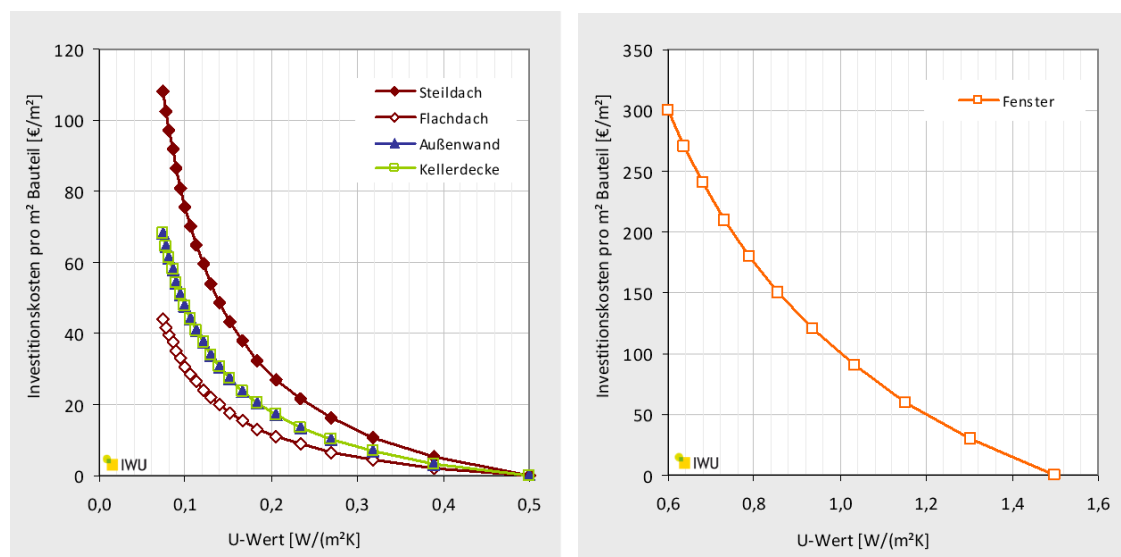 120
100
80
60
40
20
0
Investitionskosten pro m² Bauteil [€/m²]
Steildach
Flachdach
Außenwand
Kellerdecke
IWU
0,0 0,1 0,2 0,3 0,4 0,5
U-Wert [W/(m²K]
350
300
250
200
150
100
50
0
Investitionskosten pro m² Bauteil [€/m²]
Fenster
IWU
0,6 0,8 1,0 1,2 1,4 1,6
U-Wert [W/(m²K]